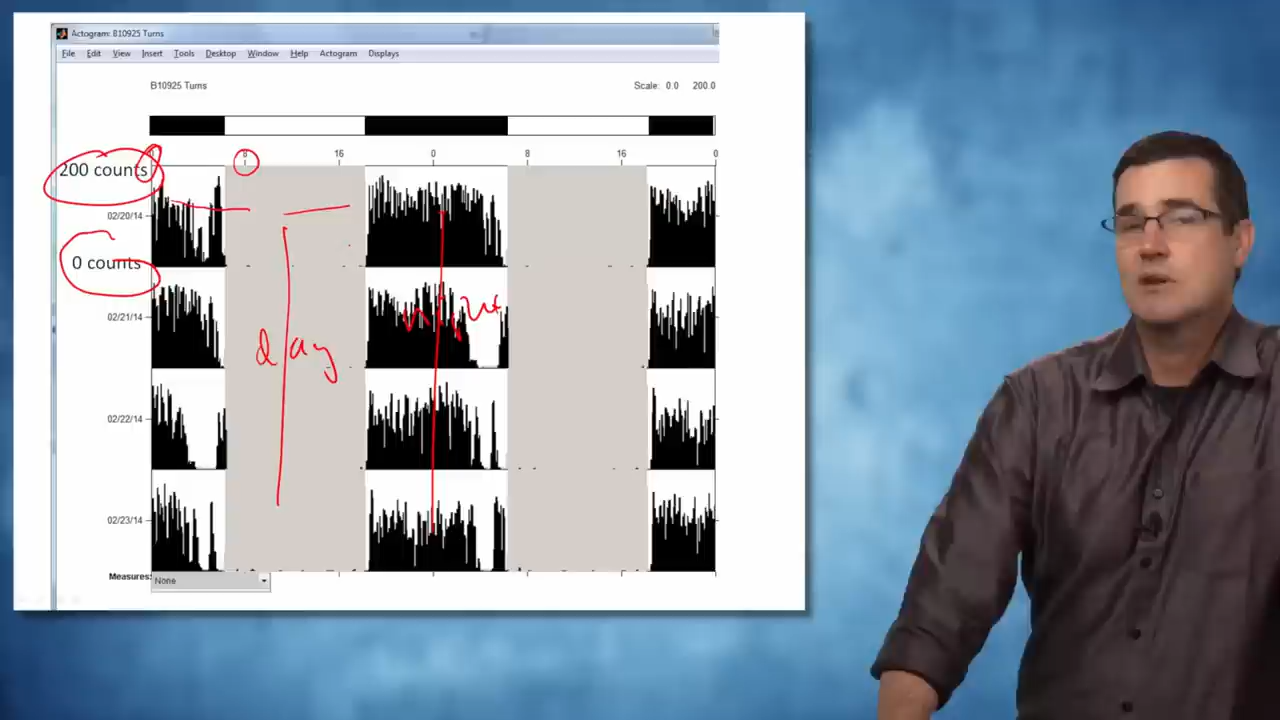 Actogram: B10925 Turns
File Edit View Insert Tools Desktop Window Help Actogram Displays
B10925 Turns Scale: 0.0 200.0
8 16 0 8 16 0
200 counts
02/20/14
0 counts
02/21/14
day
02/22/14
02/23/14
Measures: None